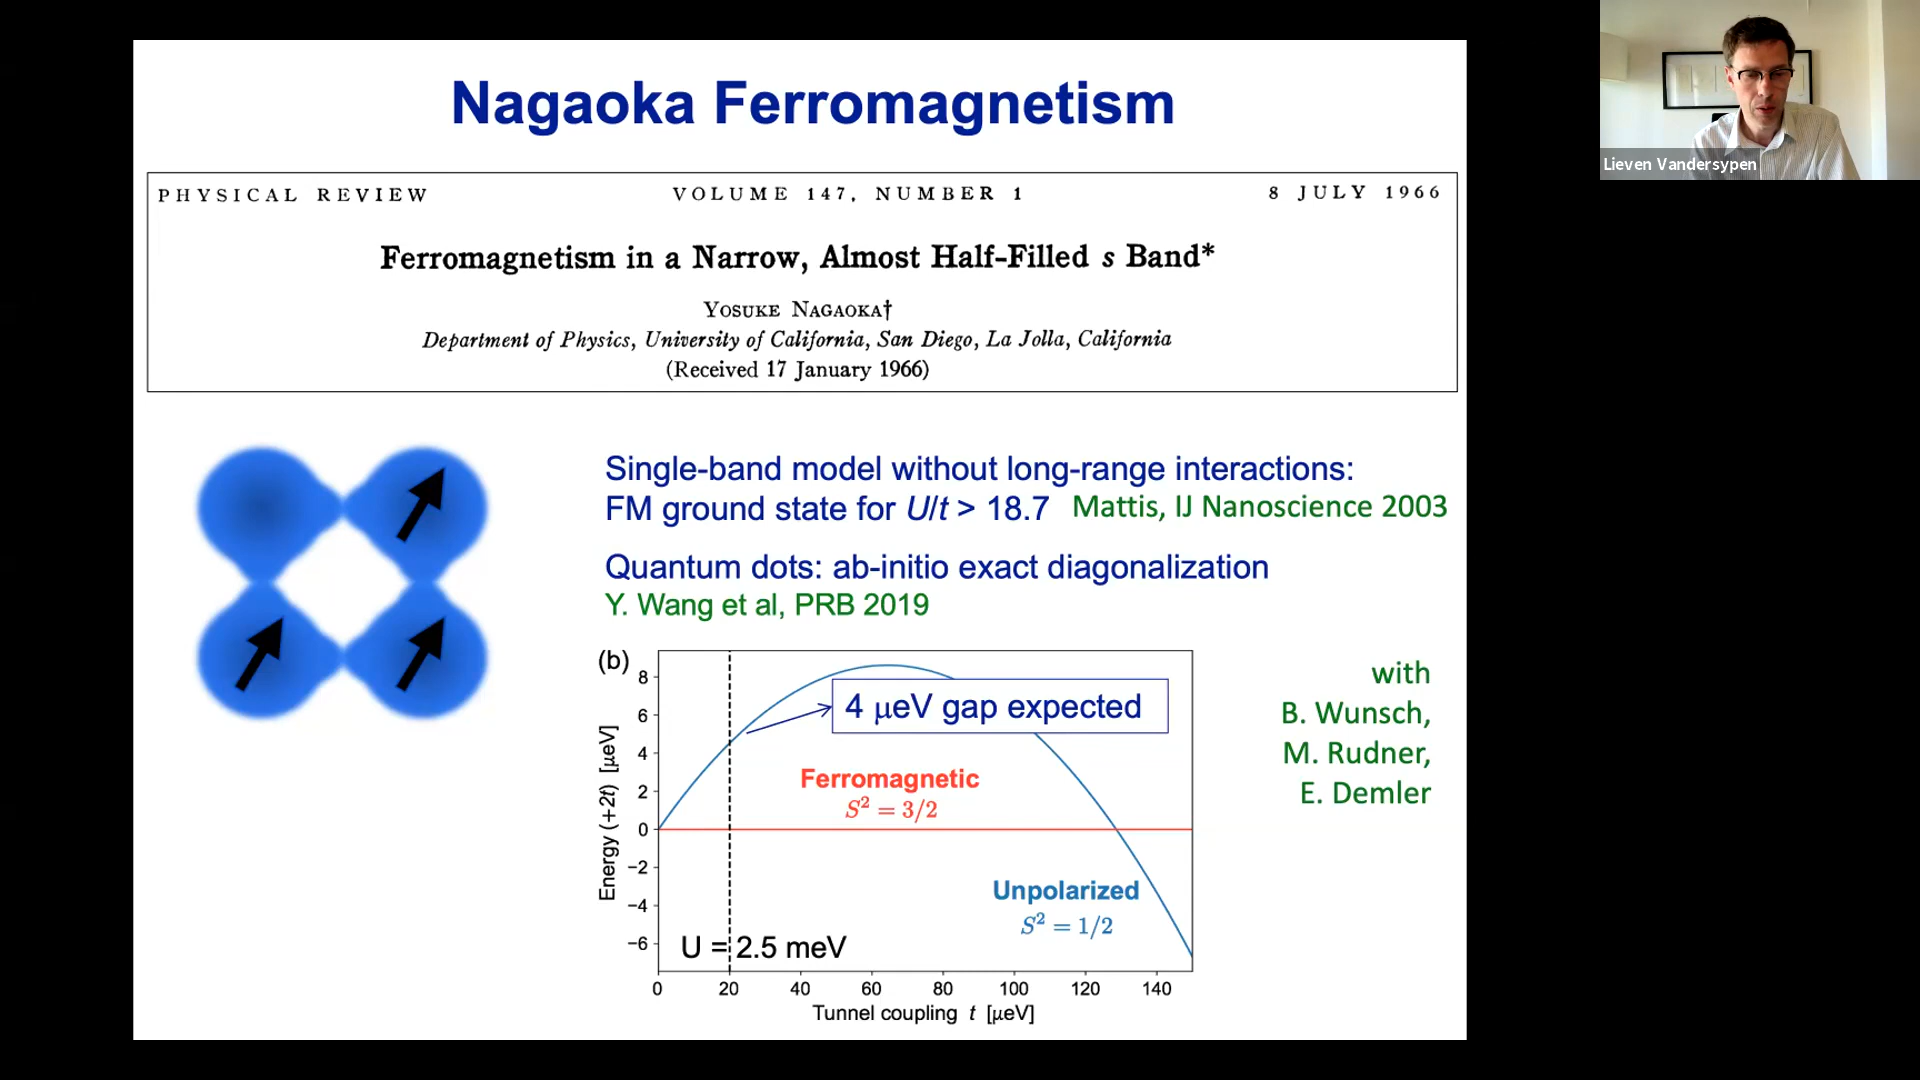 Nagaoka Ferromagnetism
PHYSICAL REVIEW VOLUME 147, NUMBER 1 8 JULY 1966
Ferromagnetism in a Narrow, Almost Half-Filled s Band*
YOSUKE NAGAOKA†
Department of Physics, University of California, San Diego, La Jolla, California
(Received 17 January 1966)
Single-band model without long-range interactions:
FM ground state for U/t > 18.7 Mattis, IJ Nanoscience 2003
Quantum dots: ab-initio exact diagonalization
Y. Wang et al, PRB 2019
(b)
8
6
4
2
0
−2
−4
−6
Energy (+2t) [μeV]
4 μeV gap expected
Ferromagnetic
S² = 3/2
Unpolarized
S² = 1/2
U = 2.5 meV
0 20 40 60 80 100 120 140
Tunnel coupling t [μeV]
with
B. Wunsch,
M. Rudner,
E. Demler
Lieven Vandersypen